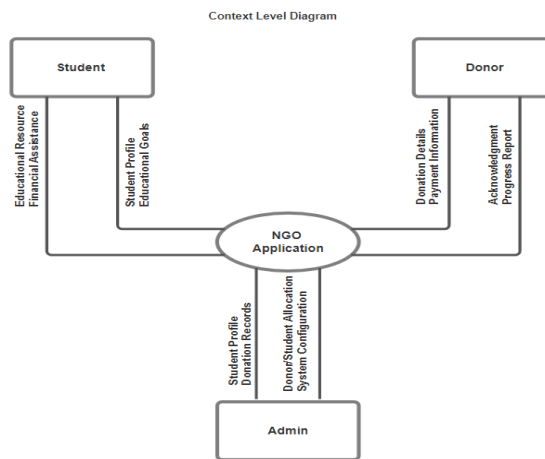 Context Level Diagram
Student
Donor
Educational Resource
Financial Assistance
Student Profile
Educational Goals
Donation Details
Payment Information
Acknowledgment
Progress Report
NGO
Application
Student Profile
Donation Records
Donor/Student Allocation
System Configuration
Admin